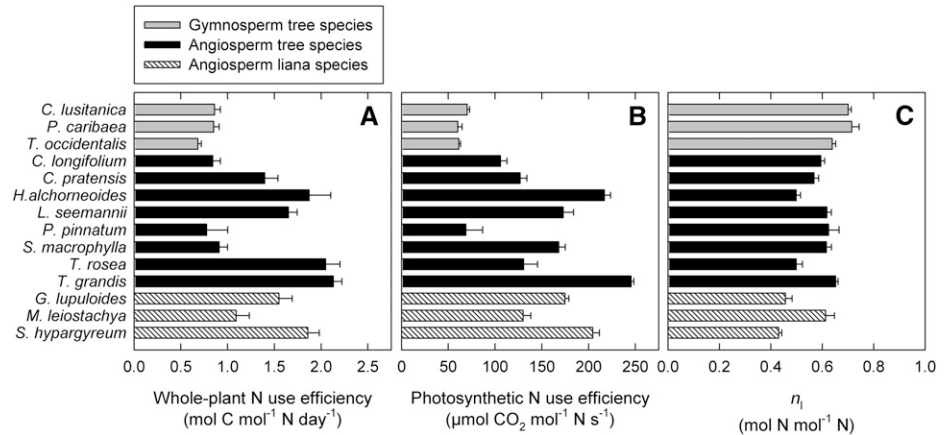 Gymnosperm tree species
Angiosperm tree species
Angiosperm liana species
A
B
C
C. lusitanica
P. caribaea
T. occidentalis
C. longifolium
C. pratensis
H.alchorneoides
L. seemannii
P. pinnatum
S. macrophylla
T. rosea
T. grandis
G. lupuloides
M. leiostachya
S. hypargyreum
0.0 0.5 1.0 1.5 2.0 2.5
0 50 100 150 200 250
0.0 0.2 0.4 0.6 0.8 1.0
Whole-plant N use efficiency
(mol C mol⁻¹ N day⁻¹)
Photosynthetic N use efficiency
(μmol CO₂ mol⁻¹ N s⁻¹)
nₗ
(mol N mol⁻¹ N)